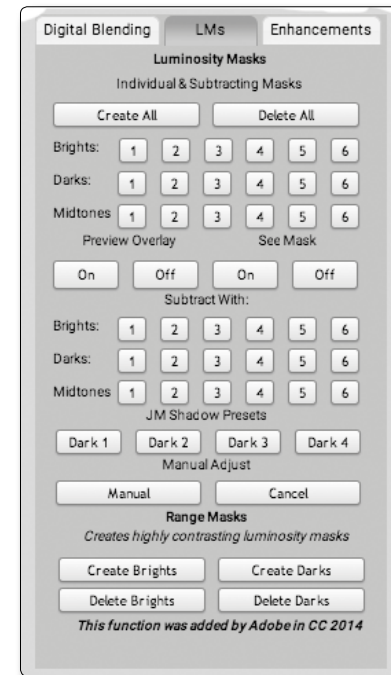 Digital Blending LMs Enhancements
Luminosity Masks
Individual & Subtracting Masks
Create All Delete All
Brights: 1 2 3 4 5 6
Darks: 1 2 3 4 5 6
Midtones 1 2 3 4 5 6
Preview Overlay See Mask
On Off On Off
Subtract With:
Brights: 1 2 3 4 5 6
Darks: 1 2 3 4 5 6
Midtones 1 2 3 4 5 6
JM Shadow Presets
Dark 1 Dark 2 Dark 3 Dark 4
Manual Adjust
Manual Cancel
Range Masks
Creates highly contrasting luminosity masks
Create Brights Create Darks
Delete Brights Delete Darks
This function was added by Adobe in CC 2014